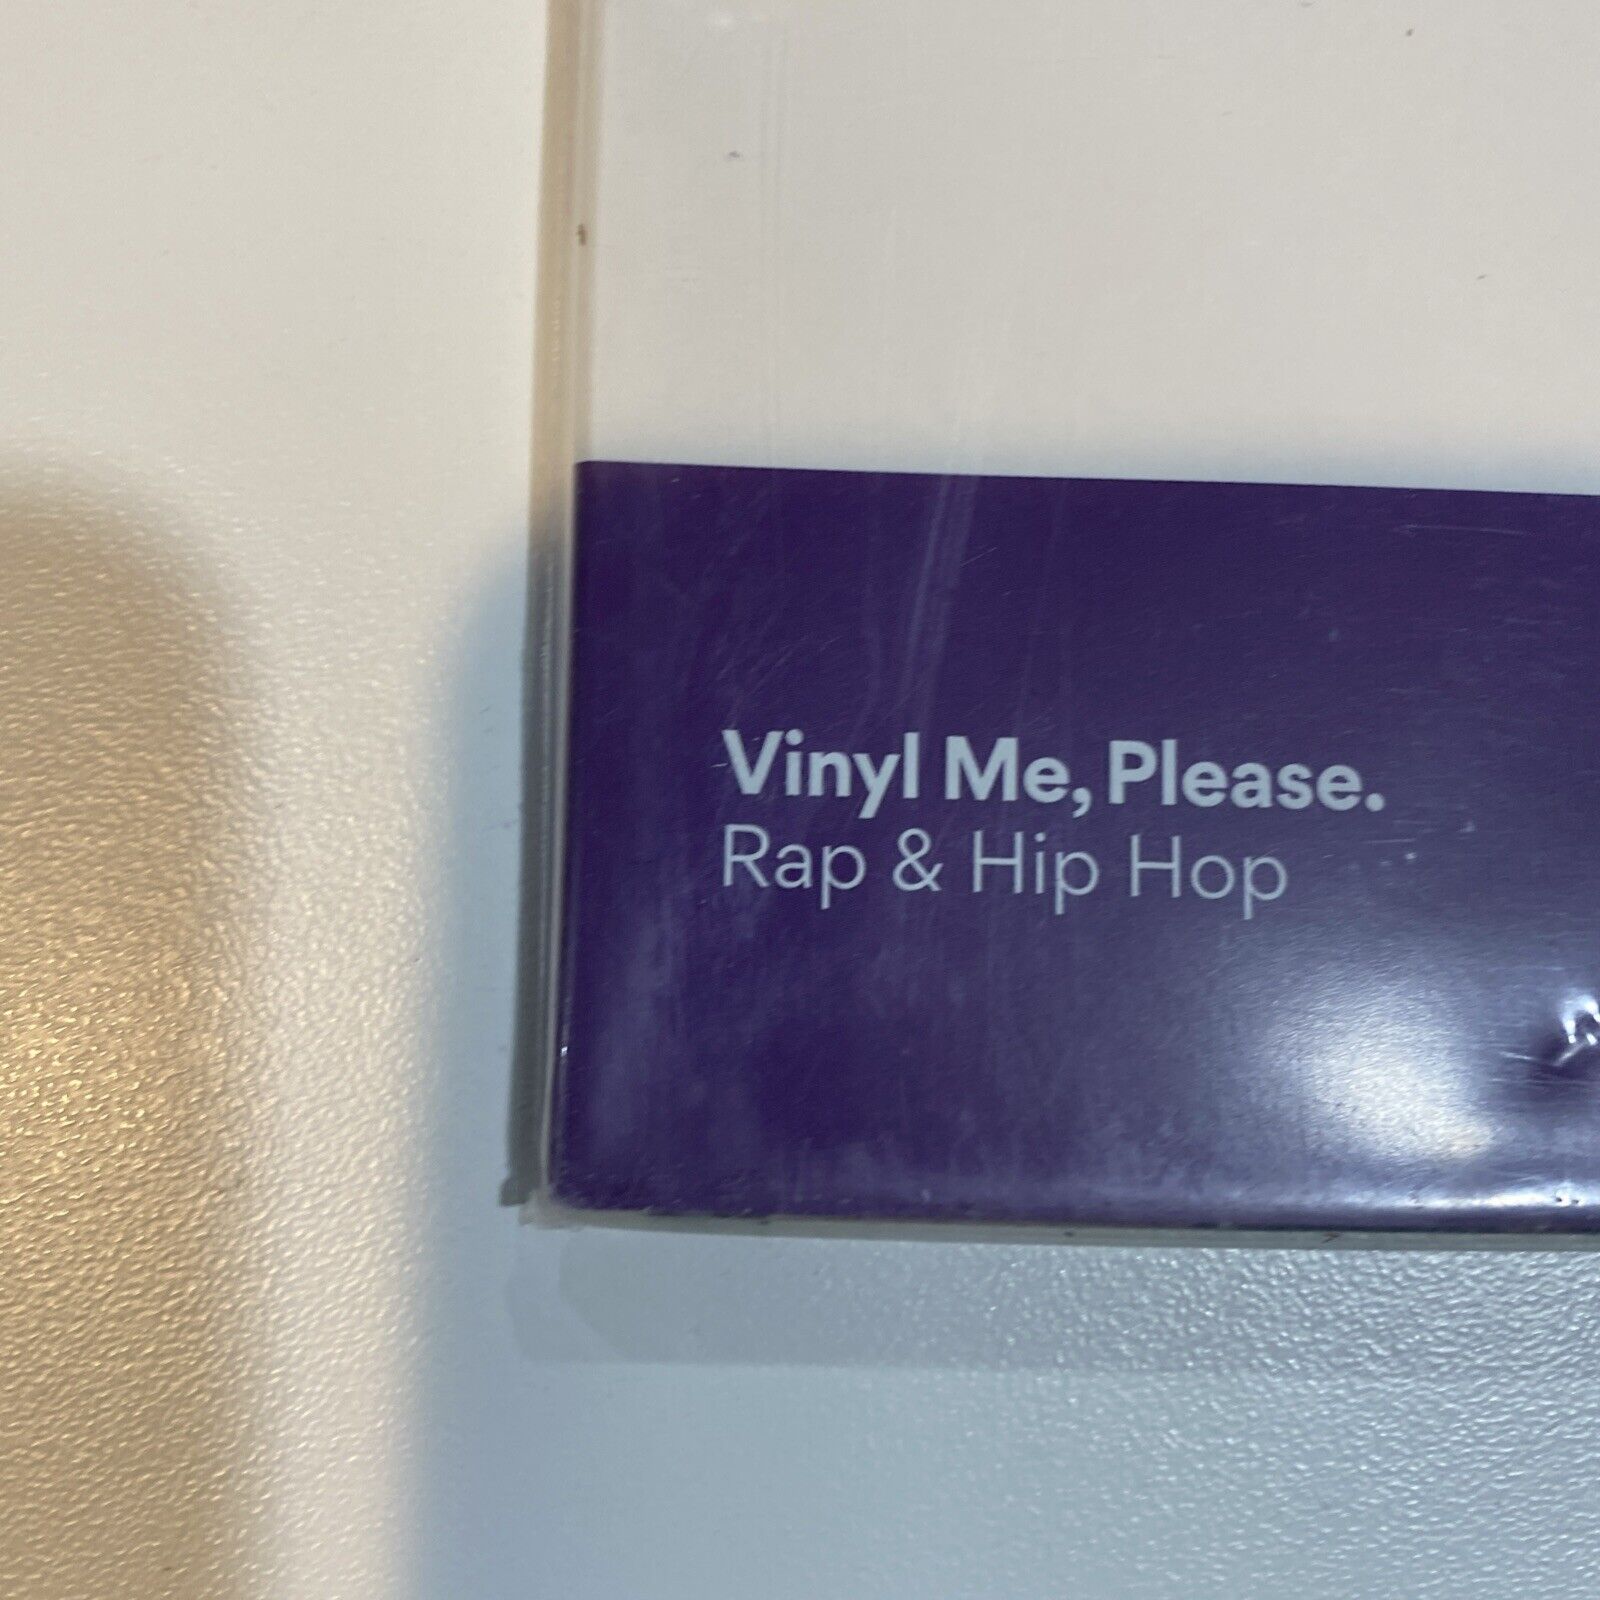 Vinyl Me, Please.
Rap & Hip Hop